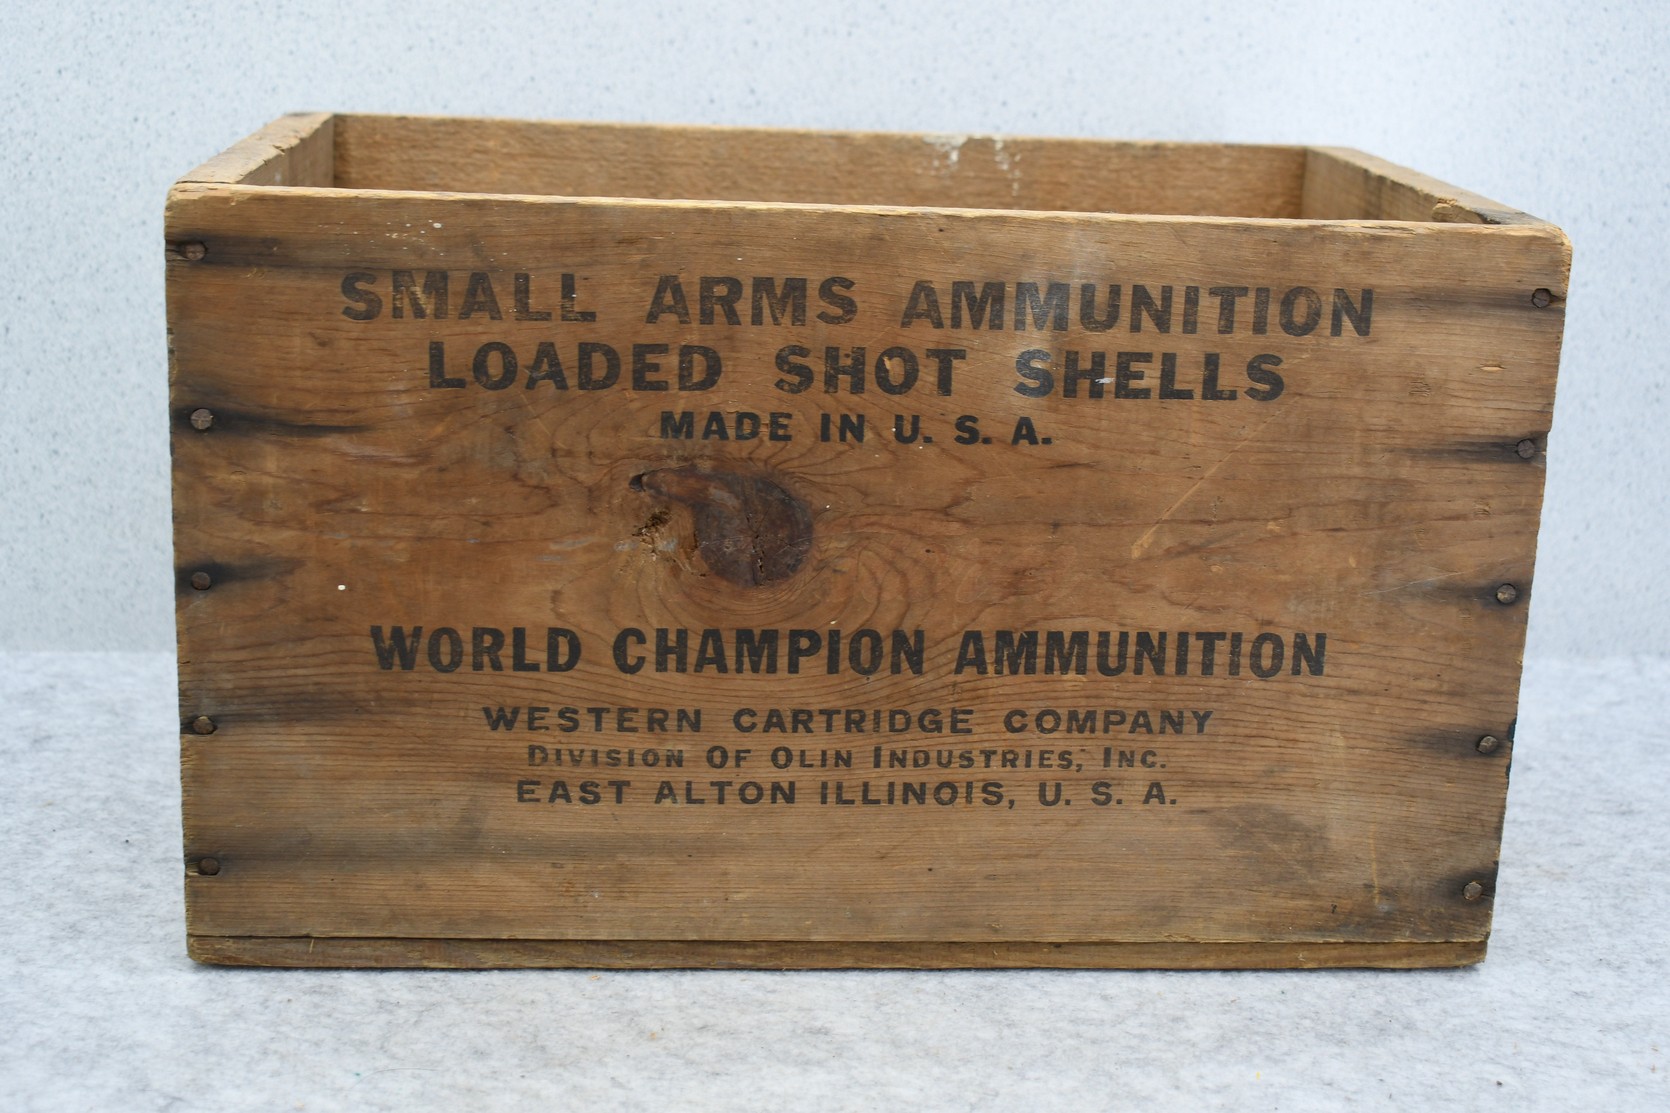 SMALL ARMS AMMUNITION
LOADED SHOT SHELLS
MADE IN U. S. A.
WORLD CHAMPION AMMUNITION
WESTERN CARTRIDGE COMPANY
DIVISION OF OLIN INDUSTRIES, INC.
EAST ALTON ILLINOIS, U. S. A.